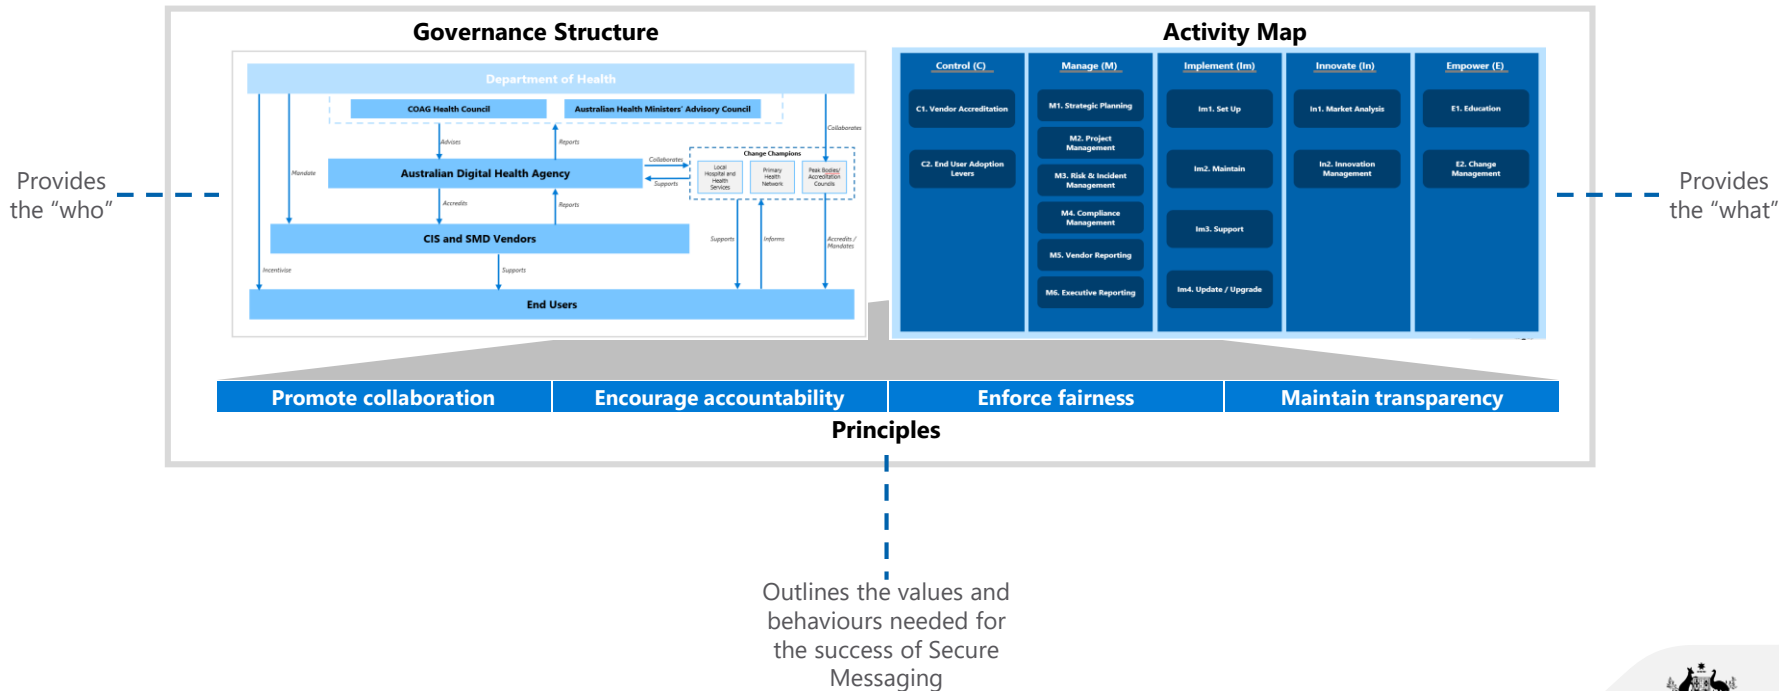 Governance Structure
Activity Map
Department of Health
COAG Health Council
Australian Health Ministers' Advisory Council
Advises
Reports
Collaborates
Mandate
Australian Digital Health Agency
Collaborates
Supports
Change Champions
Local
Hospital and
Health
Services
Primary
Health
Network
Peak Bodies/
Accreditation
Councils
Accredits
Reports
CIS and SMD Vendors
Supports
Informs
Accredits /
Mandates
Incentivise
Supports
End Users
Control (C)
C1. Vendor Accreditation
C2. End User Adoption
Levers
Manage (M)
M1. Strategic Planning
M2. Project
Management
M3. Risk & Incident
Management
M4. Compliance
Management
M5. Vendor Reporting
M6. Executive Reporting
Implement (Im)
Im1. Set Up
Im2. Maintain
Im3. Support
Im4. Update / Upgrade
Innovate (In)
In1. Market Analysis
In2. Innovation
Management
Empower (E)
E1. Education
E2. Change
Management
Provides
the “who”
Provides
the “what”
Promote collaboration
Encourage accountability
Enforce fairness
Maintain transparency
Principles
Outlines the values and
behaviours needed for
the success of Secure
Messaging